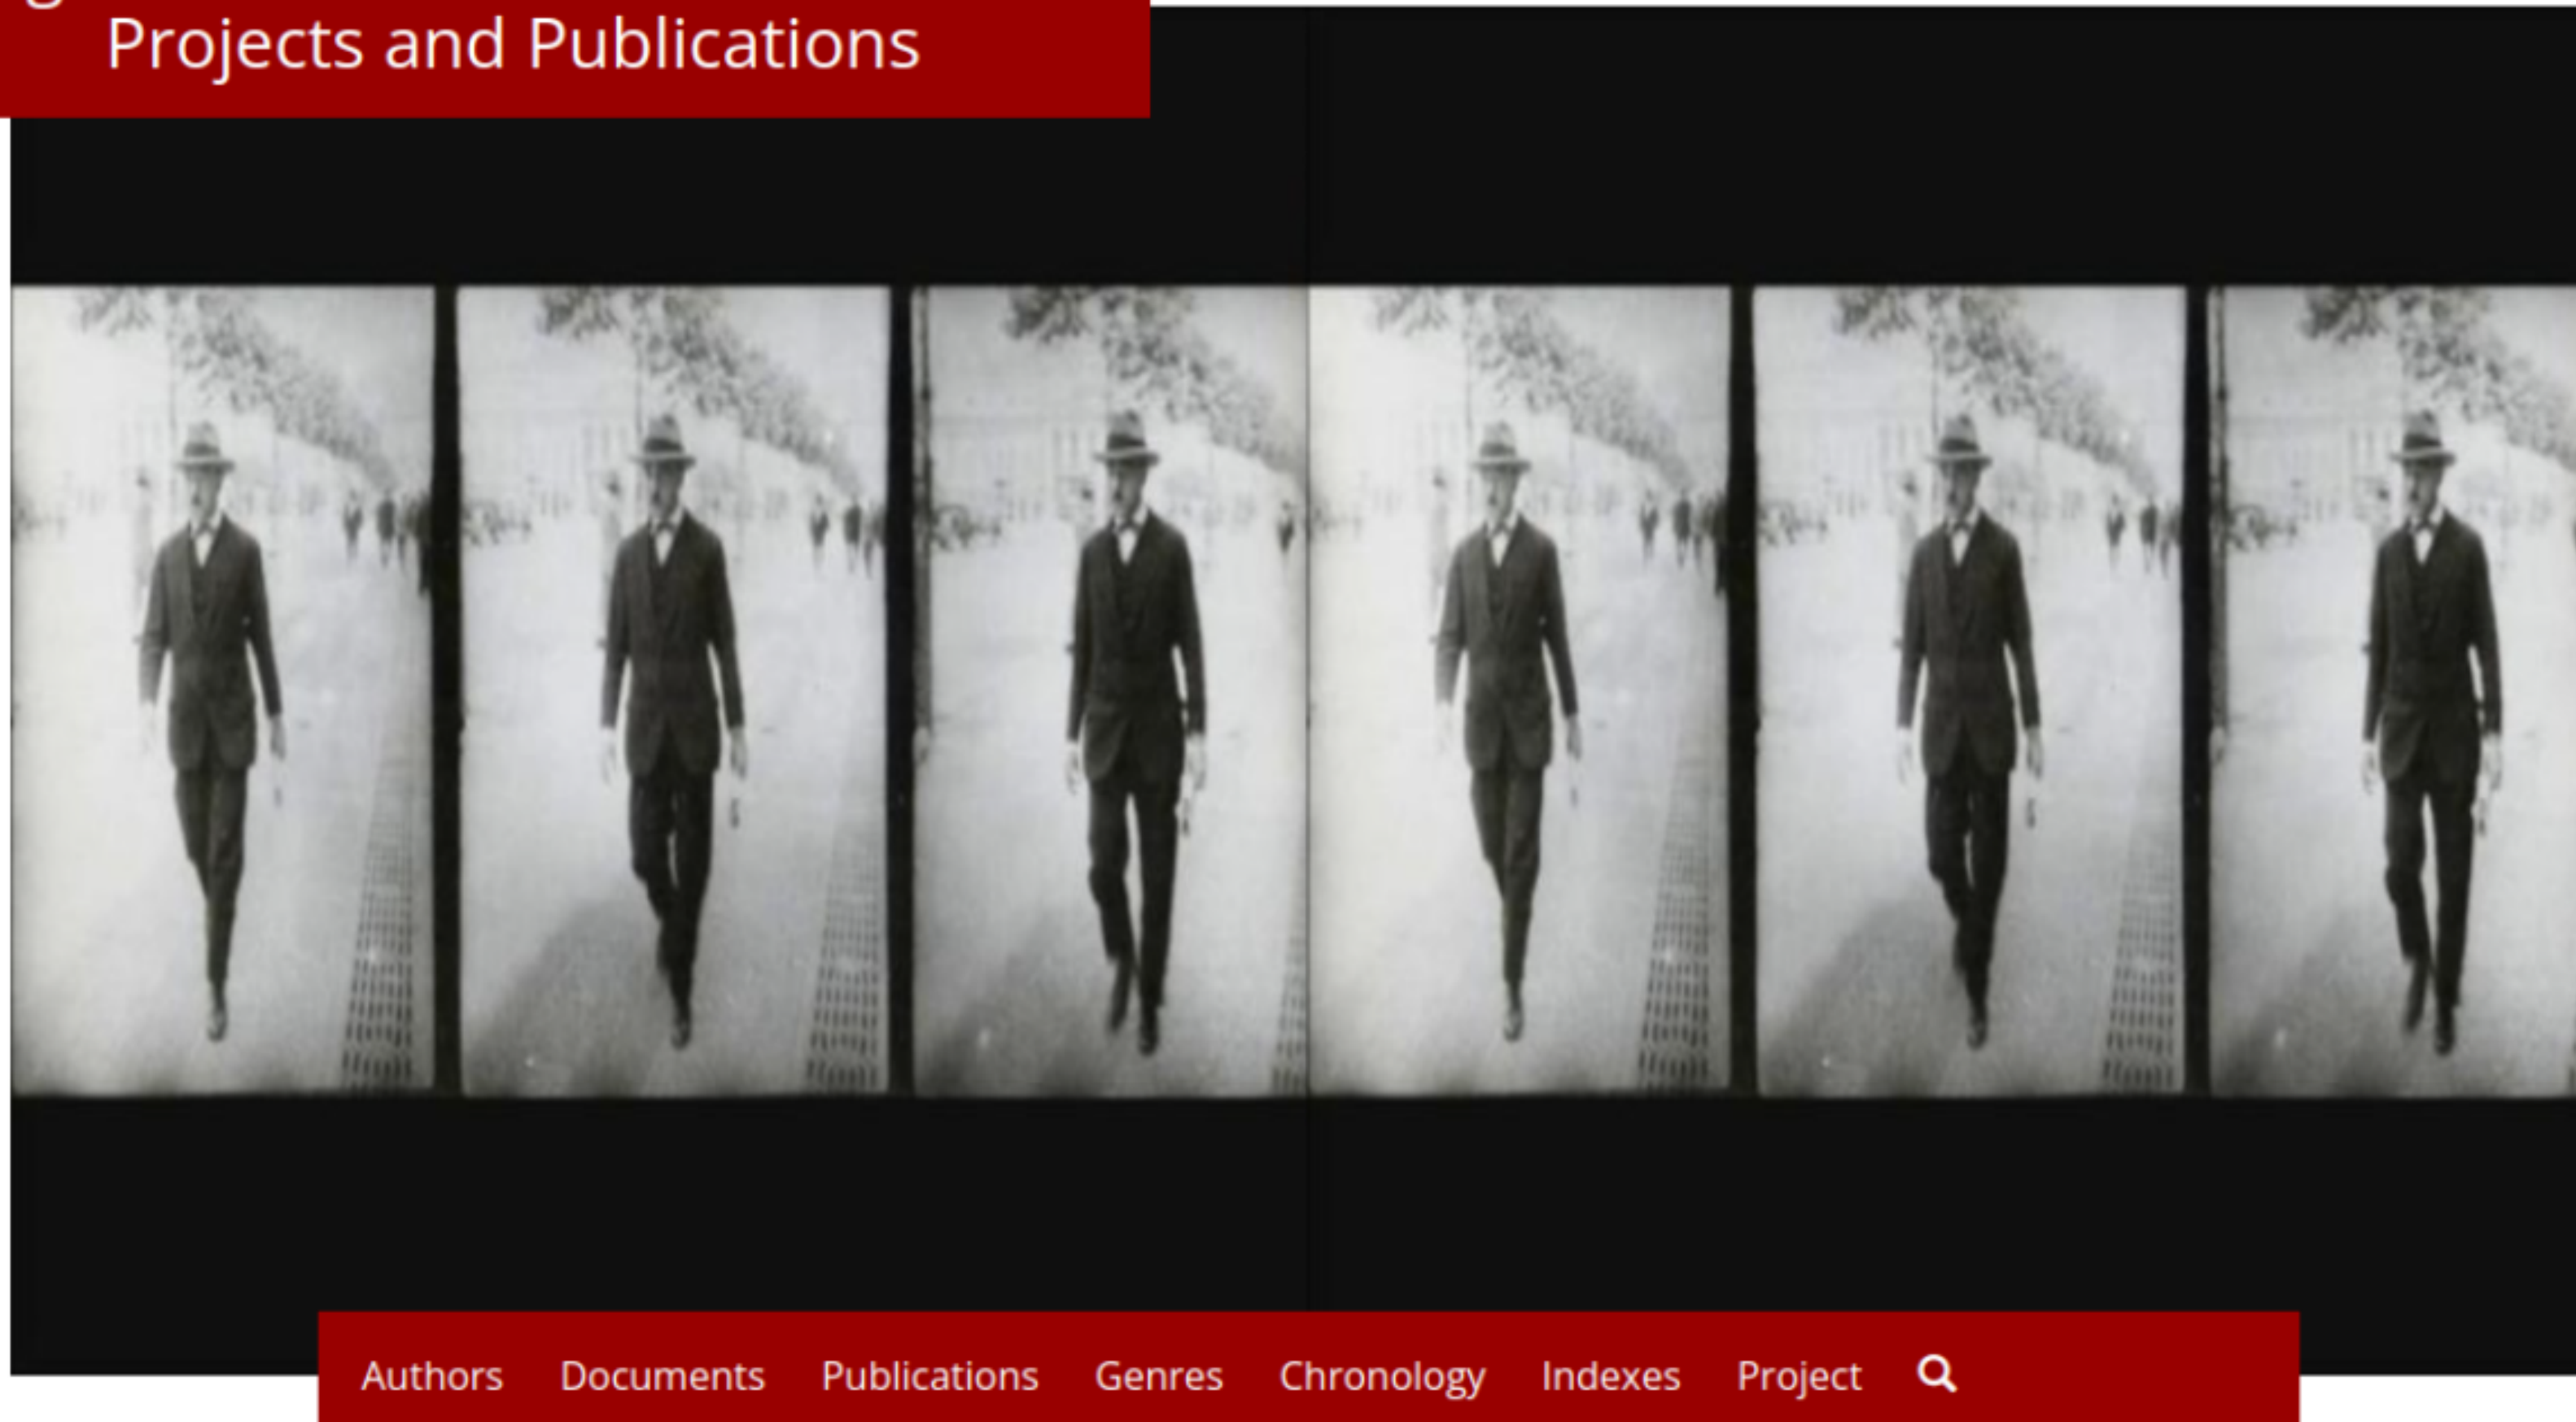 Projects and Publications
Authors Documents Publications Genres Chronology Indexes Project